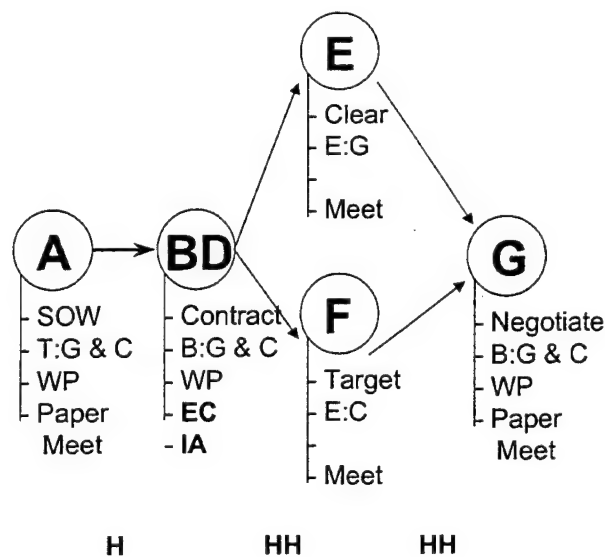 E
Clear
E:G
Meet
A
SOW
T:G & C
WP
Paper
Meet
BD
Contract
B:G & C
WP
EC
IA
F
Target
E:C
Meet
G
Negotiate
B:G & C
WP
Paper
Meet
H HH HH